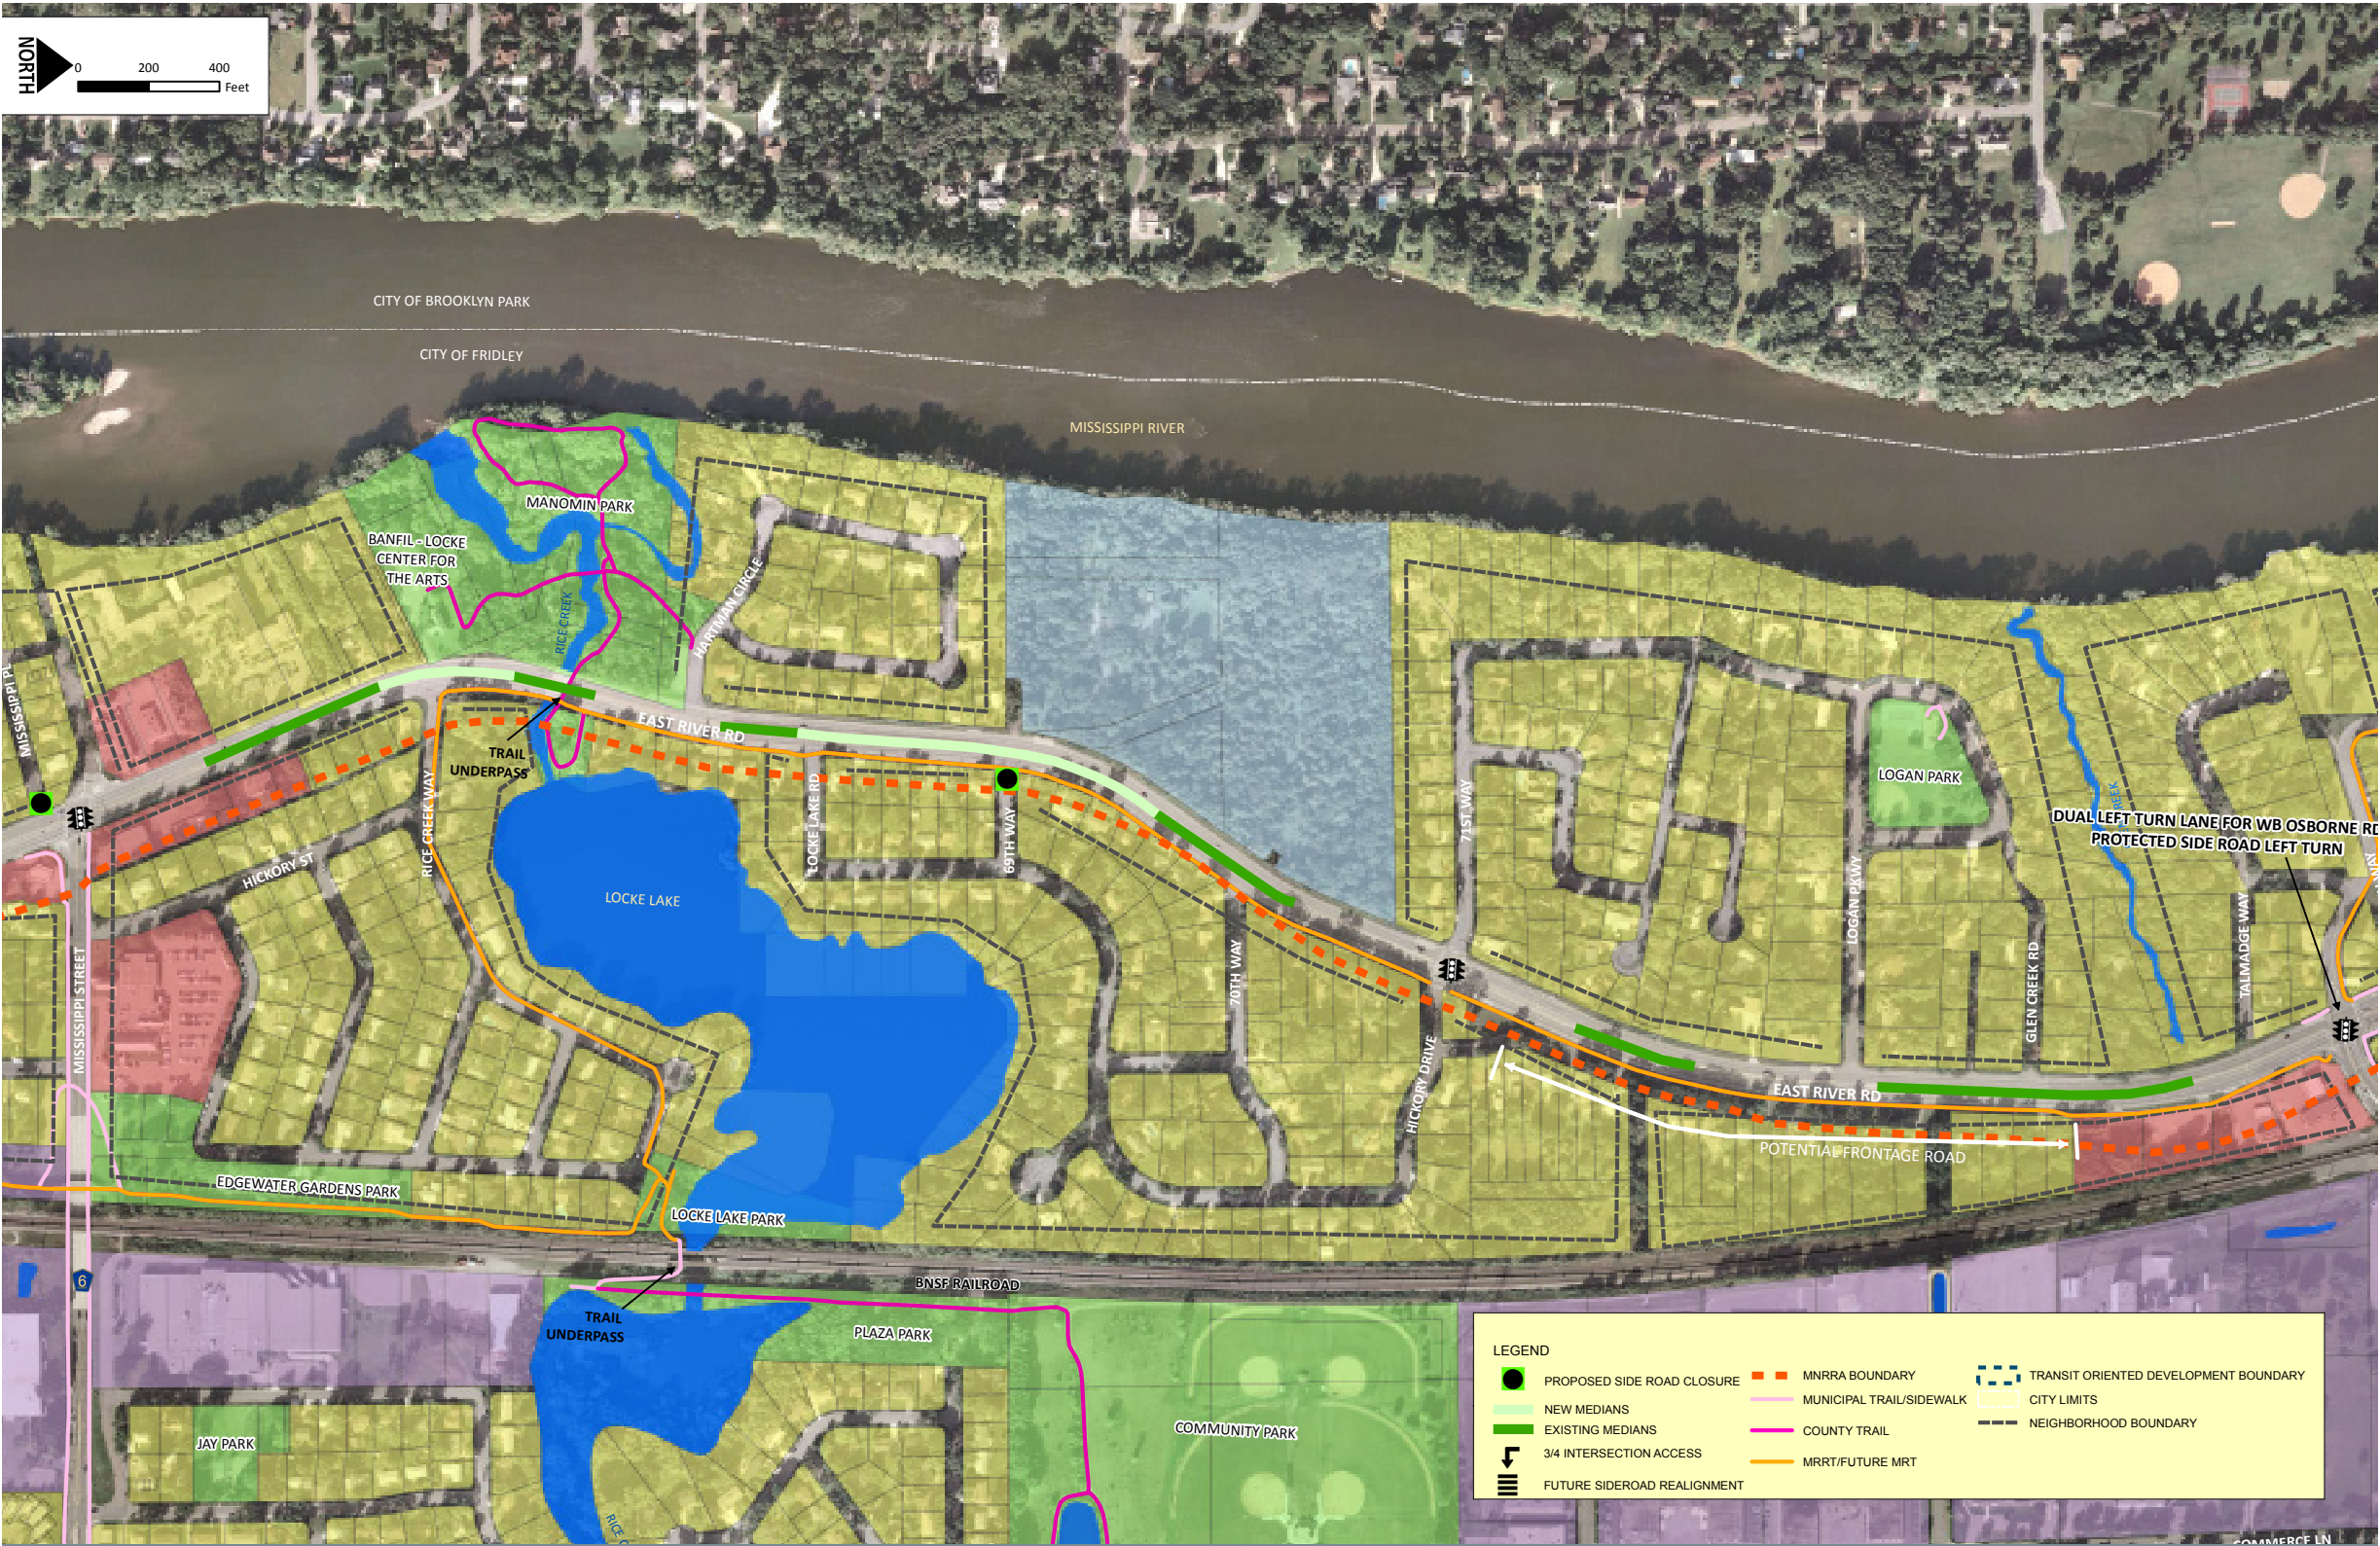 NORTH
0 200 400
Feet
CITY OF BROOKLYN PARK
CITY OF FRIDLEY
MISSISSIPPI RIVER
MANOMIN PARK
BANFIL - LOCKE
CENTER FOR
THE ARTS
RICE CREEK
HARTMAN CIRCLE
MISSISSIPPI PL
EAST RIVER RD
TRAIL
UNDERPASS
RICE CREEK WAY
HICKORY ST
LOCKE LAKE RD
69TH WAY
LOCKE LAKE
70TH WAY
71ST WAY
HICKORY DRIVE
LOGAN PARK
LOGAN PKWY
GLEN CREEK RD
CREEK
DUAL LEFT TURN LANE FOR WB OSBORNE RD
PROTECTED SIDE ROAD LEFT TURN
TALMADGE WAY
WAY
MISSISSIPPI STREET
EAST RIVER RD
POTENTIAL FRONTAGE ROAD
EDGEWATER GARDENS PARK
LOCKE LAKE PARK
BNSF RAILROAD
6
TRAIL
UNDERPASS
PLAZA PARK
COMMUNITY PARK
JAY PARK
RICE C
COMMERCE LN
LEGEND
PROPOSED SIDE ROAD CLOSURE
NEW MEDIANS
EXISTING MEDIANS
3/4 INTERSECTION ACCESS
FUTURE SIDEROAD REALIGNMENT
MNRRA BOUNDARY
MUNICIPAL TRAIL/SIDEWALK
COUNTY TRAIL
MRRT/FUTURE MRT
TRANSIT ORIENTED DEVELOPMENT BOUNDARY
CITY LIMITS
NEIGHBORHOOD BOUNDARY